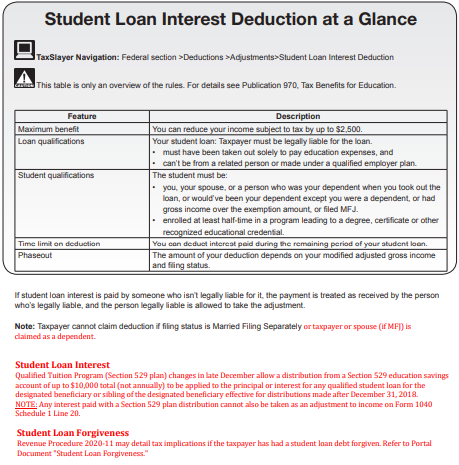 Student Loan Interest Deduction at a Glance
TaxSlayer Navigation: Federal section >Deductions >Adjustments>Student Loan Interest Deduction
CAUTION
This table is only an overview of the rules. For details see Publication 970, Tax Benefits for Education.
Feature Description
Maximum benefit You can reduce your income subject to tax by up to $2,500.
Loan qualifications Your student loan: Taxpayer must be legally liable for the loan.
• must have been taken out solely to pay education expenses, and
• can't be from a related person or made under a qualified employer plan.
Student qualifications The student must be:
• you, your spouse, or a person who was your dependent when you took out the
loan, or would've been your dependent except you were a dependent, or had
gross income over the exemption amount, or filed MFJ.
• enrolled at least half-time in a program leading to a degree, certificate or other
recognized educational credential.
Time limit on deduction You can deduct interest paid during the remaining period of your student loan.
Phaseout The amount of your deduction depends on your modified adjusted gross income
and filing status.
If student loan interest is paid by someone who isn't legally liable for it, the payment is treated as received by the person
who's legally liable, and the person legally liable is allowed to take the adjustment.
Note: Taxpayer cannot claim deduction if filing status is Married Filing Separately or taxpayer or spouse (if MFJ) is
claimed as a dependent.
Student Loan Interest
Qualified Tuition Program (Section 529 plan) changes in late December allow a distribution from a Section 529 education savings
account of up to $10,000 total (not annually) to be applied to the principal or interest for any qualified student loan for the
designated beneficiary or sibling of the designated beneficiary effective for distributions made after December 31, 2018.
NOTE: Any interest paid with a Section 529 plan distribution cannot also be taken as an adjustment to income on Form 1040
Schedule 1 Line 20.
Student Loan Forgiveness
Revenue Procedure 2020-11 may detail tax implications if the taxpayer has had a student loan debt forgiven. Refer to Portal
Document "Student Loan Forgiveness."